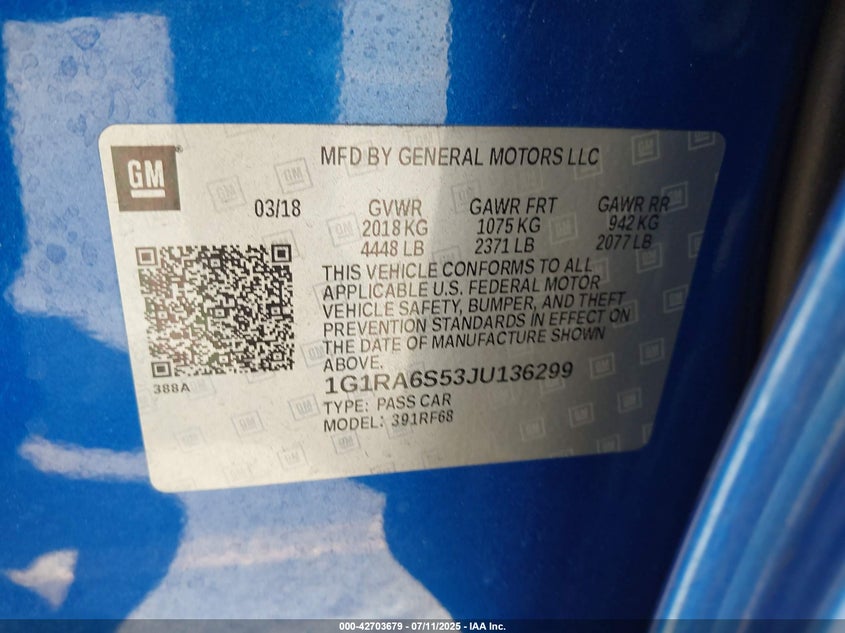 GM
MFD BY GENERAL MOTORS LLC
03/18 GVWR GAWR FRT GAWR RR
2018 KG 1075 KG 942 KG
4448 LB 2371 LB 2077 LB
THIS VEHICLE CONFORMS TO ALL
APPLICABLE U.S. FEDERAL MOTOR
VEHICLE SAFETY, BUMPER, AND THEFT
PREVENTION STANDARDS IN EFFECT ON
THE DATE OF MANUFACTURE SHOWN
ABOVE.
388A
1G1RA6S53JU136299
TYPE: PASS CAR
MODEL: 391RF68
000-42703679 - 07/11/2025 - IAA Inc.